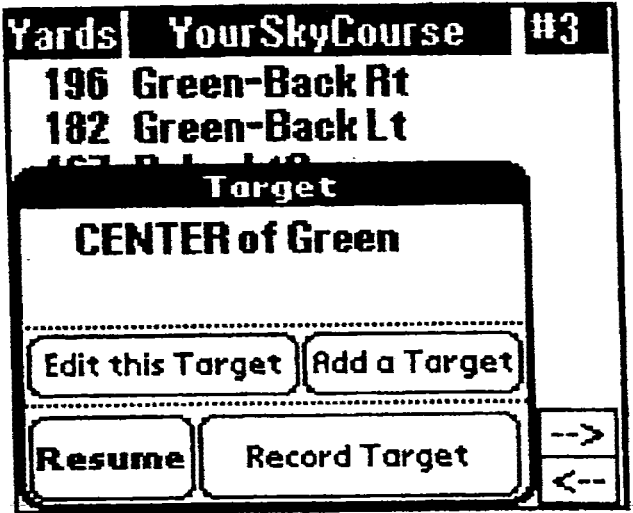 Yards YourSkyCourse #3
196 Green-Back Rt
182 Green-Back Lt
Target
CENTER of Green
Edit this Target Add a Target
-->
Resume Record Target
<--